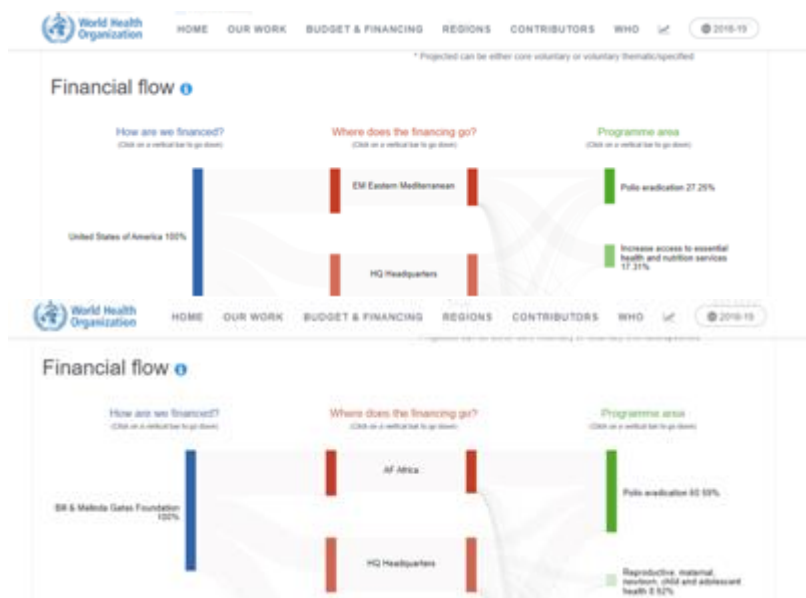 World Health
Organization
HOME OUR WORK BUDGET & FINANCING REGIONS CONTRIBUTORS WHO 2018-19
* Projected can be either core voluntary or voluntary thematic/specified
Financial flow
How are we financed? Where does the financing go? Programme area
(Click on a vertical bar to go down) (Click on a vertical bar to go down) (Click on a vertical bar to go down)
EM Eastern Mediterranean
Polio eradication 27.25%
United States of America 100%
Increase access to essential
health and nutrition services
17.31%
HQ Headquarters
World Health
Organization
HOME OUR WORK BUDGET & FINANCING REGIONS CONTRIBUTORS WHO 2018-19
Financial flow
How are we financed? Where does the financing go? Programme area
(Click on a vertical bar to go down) (Click on a vertical bar to go down) (Click on a vertical bar to go down)
AF Africa
Polio eradication
Bill & Melinda Gates Foundation
100%
HQ Headquarters
Reproductive, maternal,
newborn, child and adolescent
health